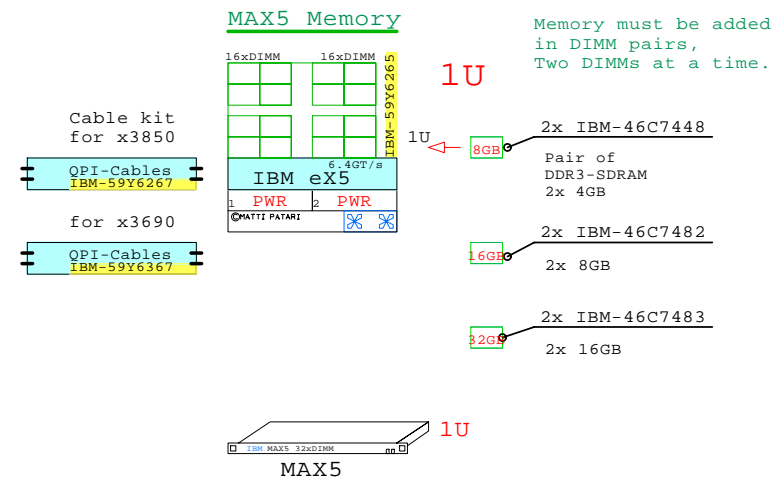 MAX5 Memory
Memory must be added
in DIMM pairs,
Two DIMMs at a time.
16xDIMM 16xDIMM
IBM-59Y6265
1U
Cable kit
for x3850
QPI-Cables
IBM-59Y6267
for x3690
QPI-Cables
IBM-59Y6367
6.4GT/s
IBM eX5
1 PWR 2 PWR
©MATTI PATARI
1U
8GB
2x IBM-46C7448
Pair of
DDR3-SDRAM
2x 4GB
16GB
2x IBM-46C7482
2x 8GB
32GB
2x IBM-46C7483
2x 16GB
IBM MAX5 32xDIMM
1U
MAX5